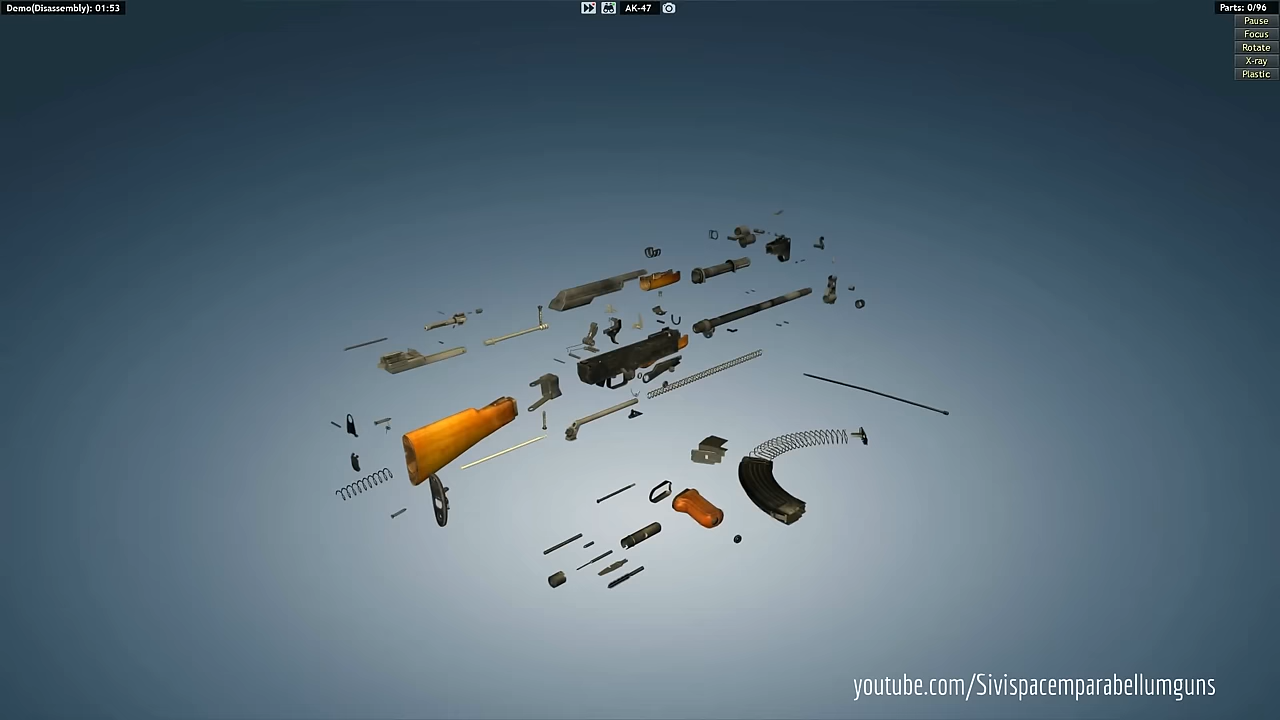 Demo(Disassembly): 01:53
AK-47
Parts: 0/96
Pause
Focus
Rotate
X-ray
Plastic
youtube.com/Sivispacemparabellumguns